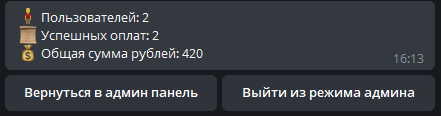 Пользователей: 2
Успешных оплат: 2
Общая сумма рублей: 420
16:13
Вернуться в админ панель
Выйти из режима админа